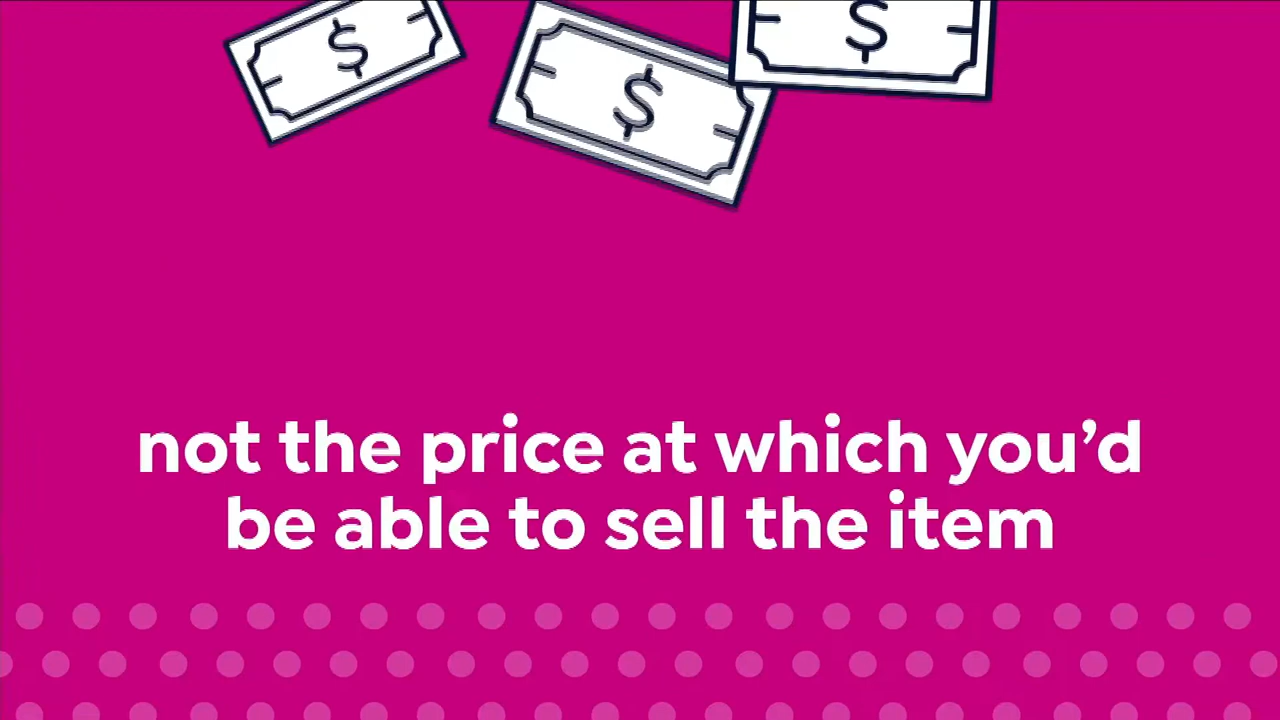 $ $ $
not the price at which you’d
be able to sell the item